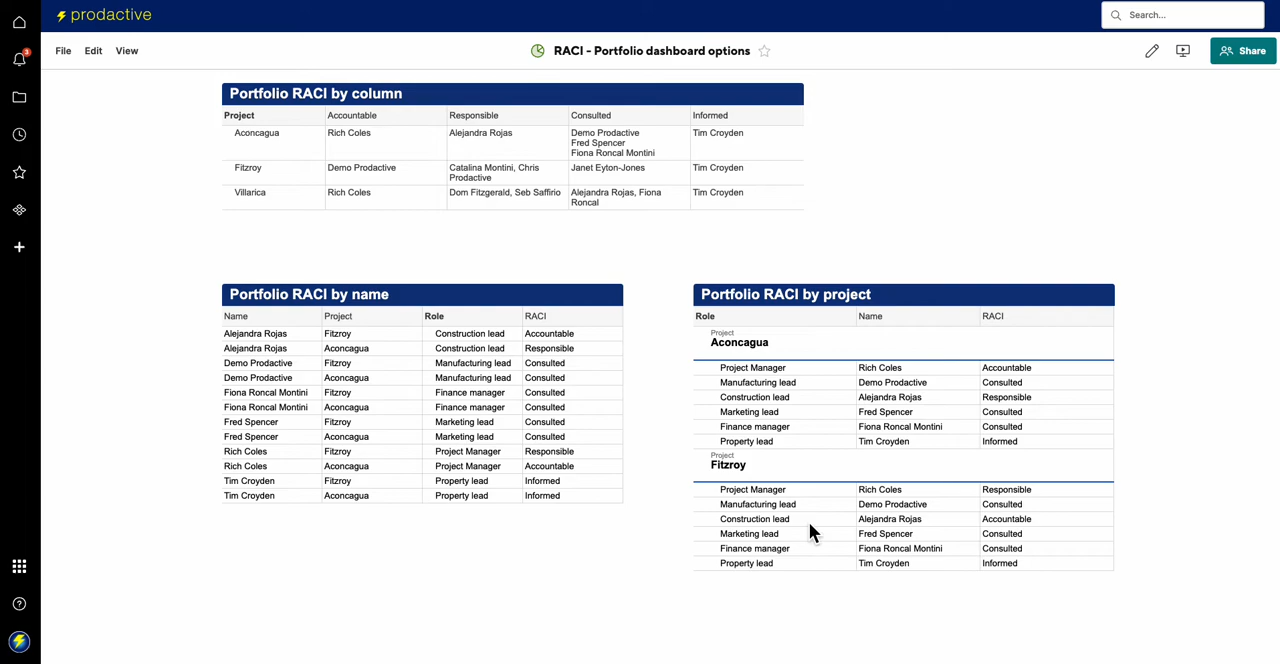 prodactive
Search...
3
File Edit View
RACI - Portfolio dashboard options
Share
Portfolio RACI by column
Project Accountable Responsible Consulted Informed
Aconcagua Rich Coles Alejandra Rojas Demo Prodactive Tim Croyden
Fred Spencer
Fiona Roncal Montini
Fitzroy Demo Prodactive Catalina Montini, Chris Janet Eyton-Jones Tim Croyden
Prodactive
Villarica Rich Coles Dom Fitzgerald, Seb Saffirio Alejandra Rojas, Fiona Tim Croyden
Roncal
Portfolio RACI by name
Name Project Role RACI
Alejandra Rojas Fitzroy Construction lead Accountable
Alejandra Rojas Aconcagua Construction lead Responsible
Demo Prodactive Fitzroy Manufacturing lead Consulted
Demo Prodactive Aconcagua Manufacturing lead Consulted
Fiona Roncal Montini Fitzroy Finance manager Consulted
Fiona Roncal Montini Aconcagua Finance manager Consulted
Fred Spencer Fitzroy Marketing lead Consulted
Fred Spencer Aconcagua Marketing lead Consulted
Rich Coles Fitzroy Project Manager Responsible
Rich Coles Aconcagua Project Manager Accountable
Tim Croyden Fitzroy Property lead Informed
Tim Croyden Aconcagua Property lead Informed
Portfolio RACI by project
Role Name RACI
Project
Aconcagua
Project Manager Rich Coles Accountable
Manufacturing lead Demo Prodactive Consulted
Construction lead Alejandra Rojas Responsible
Marketing lead Fred Spencer Consulted
Finance manager Fiona Roncal Montini Consulted
Property lead Tim Croyden Informed
Project
Fitzroy
Project Manager Rich Coles Responsible
Manufacturing lead Demo Prodactive Consulted
Construction lead Alejandra Rojas Accountable
Marketing lead Fred Spencer Consulted
Finance manager Fiona Roncal Montini Consulted
Property lead Tim Croyden Informed